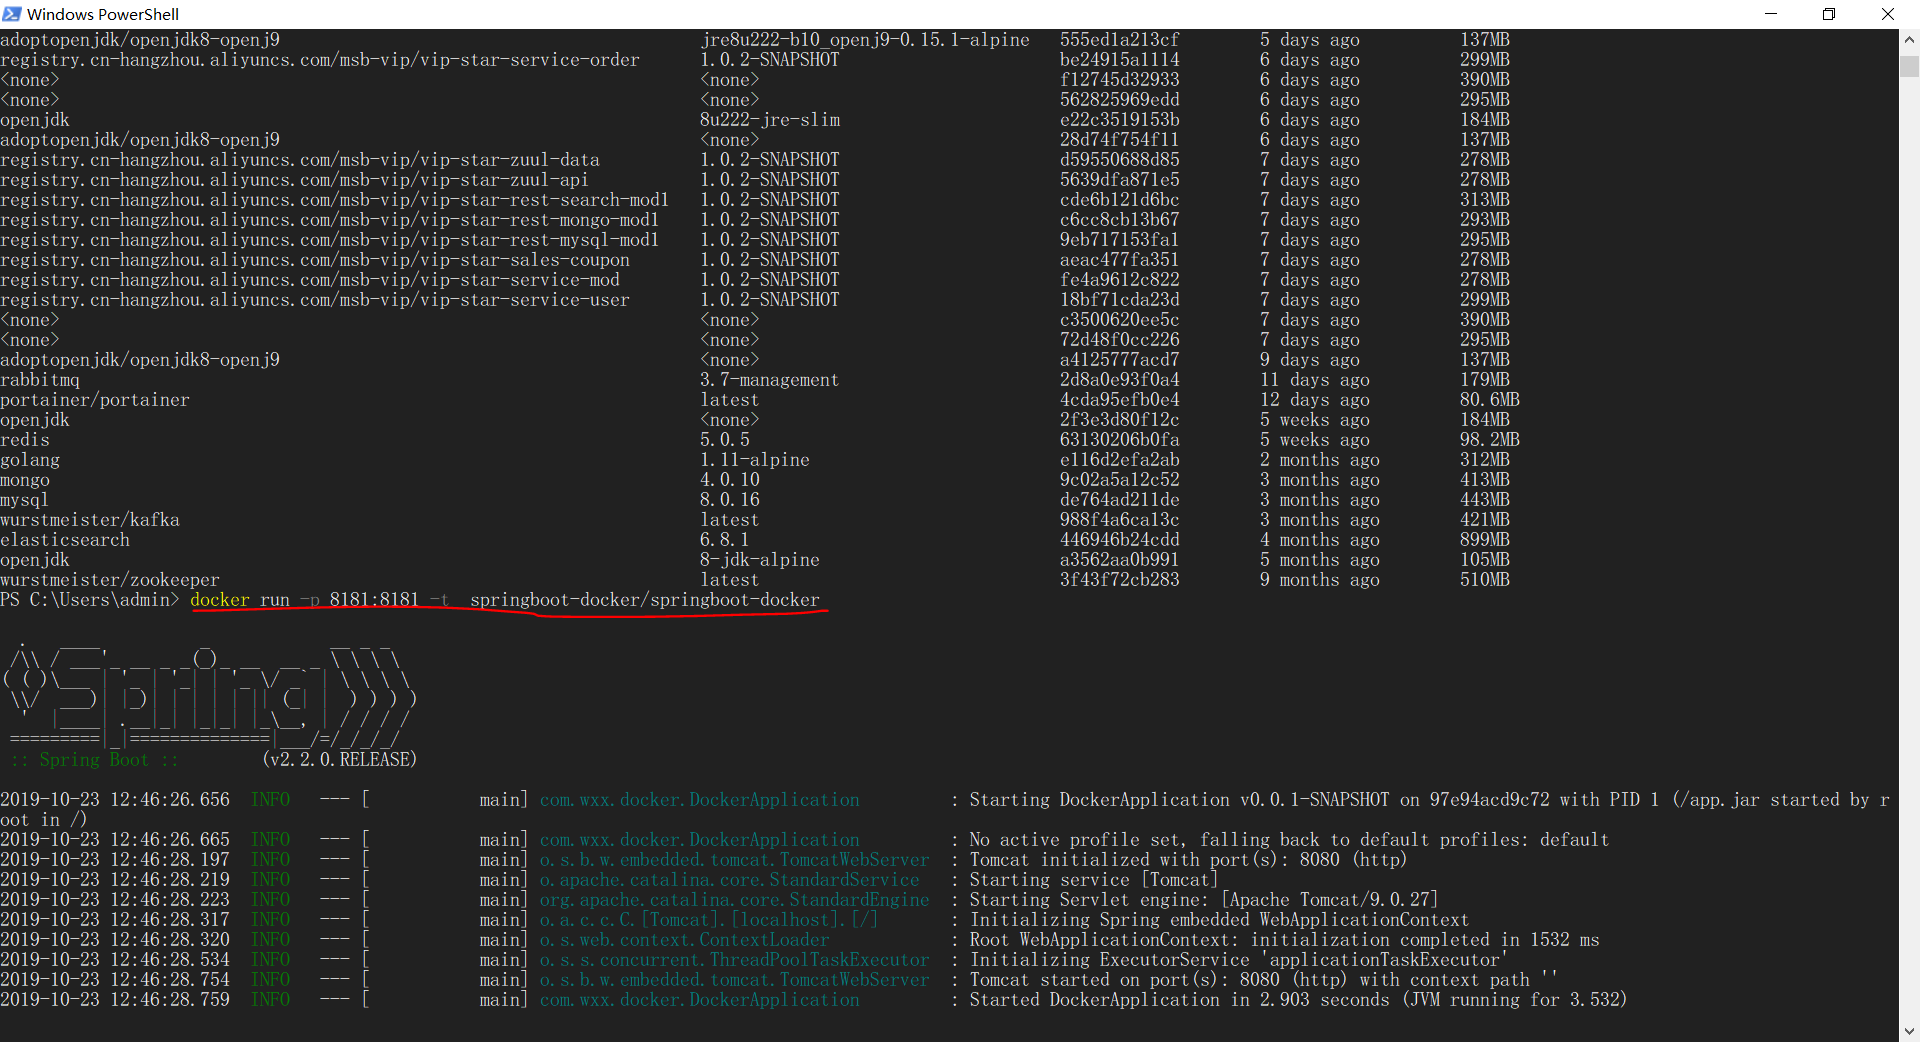 Windows PowerShell
adoptopenjdk/openjdk8-openj9 jre8u222-b10_openj9-0.15.1-alpine 555ed1a213cf 5 days ago 137MB
registry.cn-hangzhou.aliyuncs.com/msb-vip/vip-star-service-order 1.0.2-SNAPSHOT be24915a1114 6 days ago 299MB
<none> <none> f12745d32933 6 days ago 390MB
<none> <none> 562825969edd 6 days ago 295MB
openjdk 8u222-jre-slim e22c3519153b 6 days ago 184MB
adoptopenjdk/openjdk8-openj9 <none> 28d74f754f11 6 days ago 137MB
registry.cn-hangzhou.aliyuncs.com/msb-vip/vip-star-zuul-data 1.0.2-SNAPSHOT d59550688d85 7 days ago 278MB
registry.cn-hangzhou.aliyuncs.com/msb-vip/vip-star-zuul-api 1.0.2-SNAPSHOT 5639dfa871e5 7 days ago 278MB
registry.cn-hangzhou.aliyuncs.com/msb-vip/vip-star-rest-search-mod1 1.0.2-SNAPSHOT cde6b121d6bc 7 days ago 313MB
registry.cn-hangzhou.aliyuncs.com/msb-vip/vip-star-rest-mongo-mod1 1.0.2-SNAPSHOT c6cc8cb13b67 7 days ago 293MB
registry.cn-hangzhou.aliyuncs.com/msb-vip/vip-star-rest-mysql-mod1 1.0.2-SNAPSHOT 9eb717153fa1 7 days ago 295MB
registry.cn-hangzhou.aliyuncs.com/msb-vip/vip-star-sales-coupon 1.0.2-SNAPSHOT aeac477fa351 7 days ago 278MB
registry.cn-hangzhou.aliyuncs.com/msb-vip/vip-star-service-mod 1.0.2-SNAPSHOT fe4a9612c822 7 days ago 278MB
registry.cn-hangzhou.aliyuncs.com/msb-vip/vip-star-service-user 1.0.2-SNAPSHOT 18bf71cda23d 7 days ago 299MB
<none> <none> c3500620ee5c 7 days ago 390MB
<none> <none> 72d48f0cc226 7 days ago 295MB
adoptopenjdk/openjdk8-openj9 <none> a4125777acd7 9 days ago 137MB
rabbitmq 3.7-management 2d8a0e93f0a4 11 days ago 179MB
portainer/portainer latest 4cda95efb0e4 12 days ago 80.6MB
openjdk <none> 2f3e3d80f12c 5 weeks ago 184MB
redis 5.0.5 63130206b0fa 5 weeks ago 98.2MB
golang 1.11-alpine e116d2efa2ab 2 months ago 312MB
mongo 4.0.10 9c02a5a12c52 3 months ago 413MB
mysql 8.0.16 de764ad211de 3 months ago 443MB
wurstmeister/kafka latest 988f4a6ca13c 3 months ago 421MB
elasticsearch 6.8.1 446946b24cdd 4 months ago 899MB
openjdk 8-jdk-alpine a3562aa0b991 5 months ago 105MB
wurstmeister/zookeeper latest 3f43f72cb283 9 months ago 510MB
PS C:\Users\admin> docker run -p 8181:8181 -t springboot-docker/springboot-docker
Spring
:: Spring Boot :: (v2.2.0.RELEASE)
2019-10-23 12:46:26.656 INFO --- [ main] com.wxx.docker.DockerApplication : Starting DockerApplication v0.0.1-SNAPSHOT on 97e94acd9c72 with PID 1 (/app.jar started by r
oot in /)
2019-10-23 12:46:26.665 INFO --- [ main] com.wxx.docker.DockerApplication : No active profile set, falling back to default profiles: default
2019-10-23 12:46:28.197 INFO --- [ main] o.s.b.w.embedded.tomcat.TomcatWebServer : Tomcat initialized with port(s): 8080 (http)
2019-10-23 12:46:28.219 INFO --- [ main] o.apache.catalina.core.StandardService : Starting service [Tomcat]
2019-10-23 12:46:28.223 INFO --- [ main] org.apache.catalina.core.StandardEngine : Starting Servlet engine: [Apache Tomcat/9.0.27]
2019-10-23 12:46:28.317 INFO --- [ main] o.a.c.c.C.[Tomcat].[localhost].[/] : Initializing Spring embedded WebApplicationContext
2019-10-23 12:46:28.320 INFO --- [ main] o.s.web.context.ContextLoader : Root WebApplicationContext: initialization completed in 1532 ms
2019-10-23 12:46:28.534 INFO --- [ main] o.s.s.concurrent.ThreadPoolTaskExecutor : Initializing ExecutorService 'applicationTaskExecutor'
2019-10-23 12:46:28.754 INFO --- [ main] o.s.b.w.embedded.tomcat.TomcatWebServer : Tomcat started on port(s): 8080 (http) with context path ''
2019-10-23 12:46:28.759 INFO --- [ main] com.wxx.docker.DockerApplication : Started DockerApplication in 2.903 seconds (JVM running for 3.532)